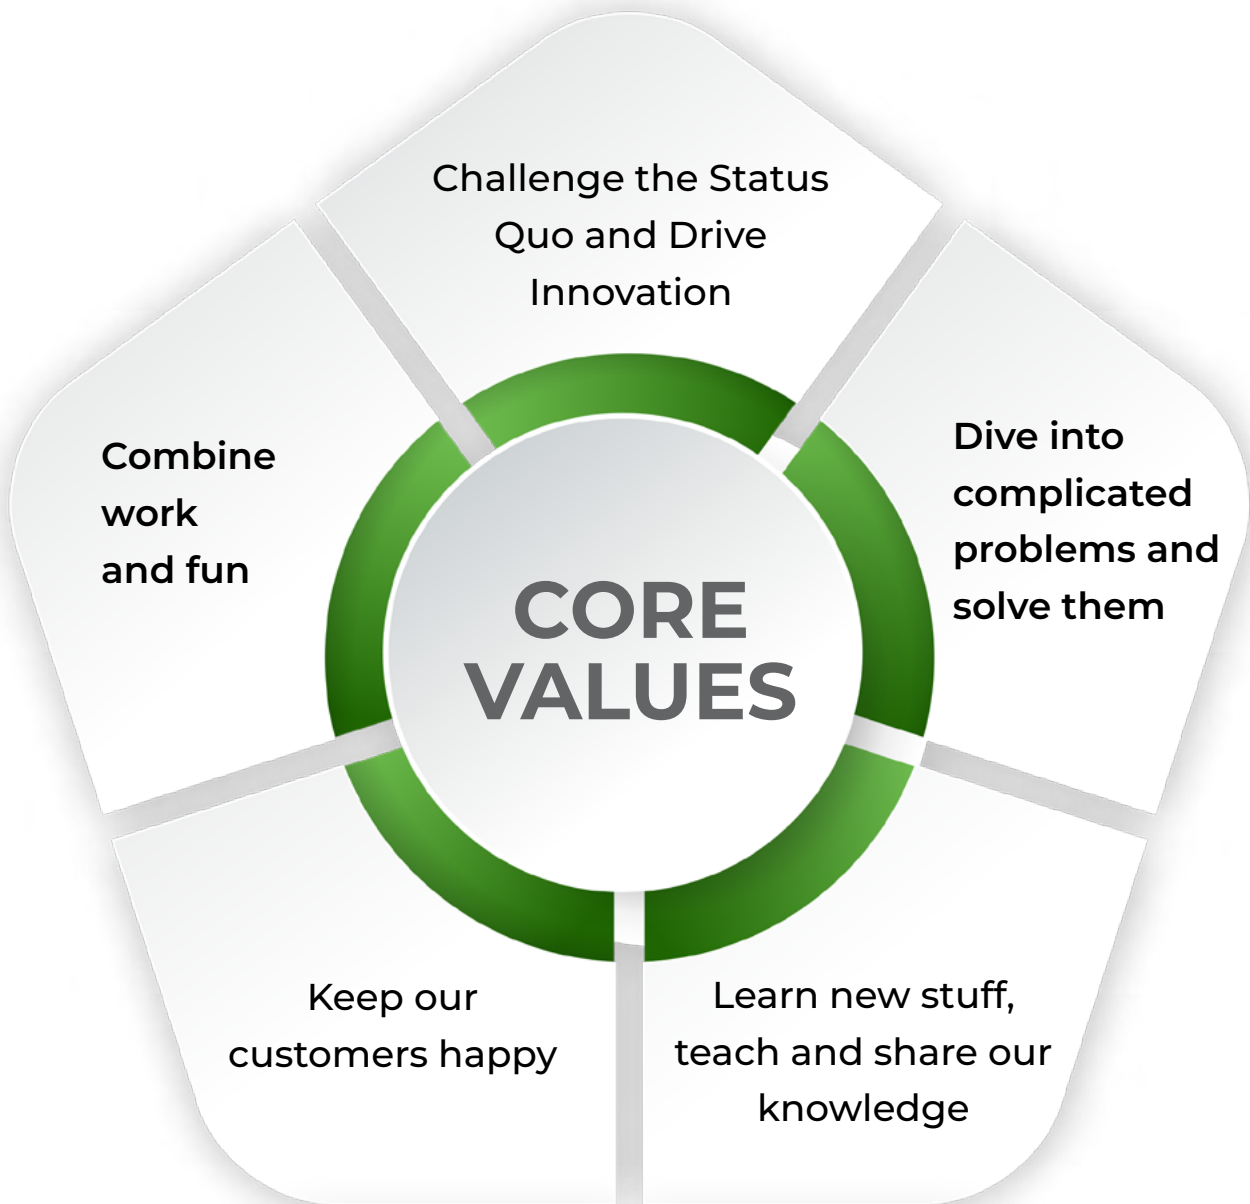 Challenge the Status
Quo and Drive
Innovation
Combine
work
and fun
Dive into
complicated
problems and
solve them
CORE
VALUES
Keep our
customers happy
Learn new stuff,
teach and share our
knowledge